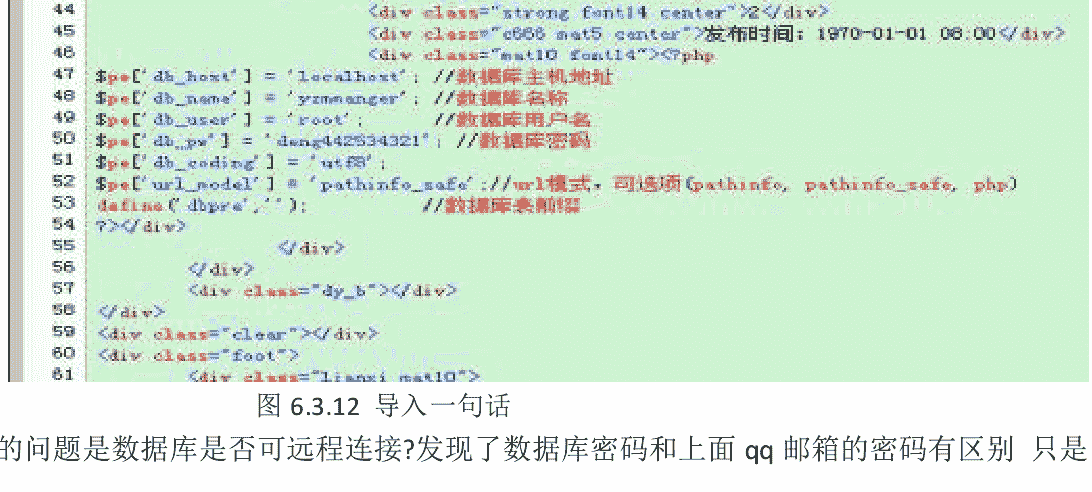 44 <div class="strong font14 center">2</div>
45 <div class="c666 mat5 center">发布时间：1970-01-01 08:00</div>
46 <div class="mat10 font14"><?php
47 $pe['db_host'] = 'localhost'; //数据库主机地址
48 $pe['db_name'] = 'yzmmanger'; //数据库名称
49 $pe['db_user'] = 'root'; //数据库用户名
50 $pe['db_pw'] = 'deng442534321'; //数据库密码
51 $pe['db_coding'] = 'utf8';
52 $pe['url_model'] = 'pathinfo_safe';//url模式，可选项(pathinfo, pathinfo_safe, php)
53 define('dbpre',''); //数据库表前缀
54 ?></div>
55 </div>
56 </div>
57 <div class="dy_b"></div>
58 </div>
59 <div class="clear"></div>
60 <div class="foot">
61 <div class="lianxi mat10">
图 6.3.12 导入一句话
的问题是数据库是否可远程连接?发现了数据库密码和上面 qq 邮箱的密码有区别 只是